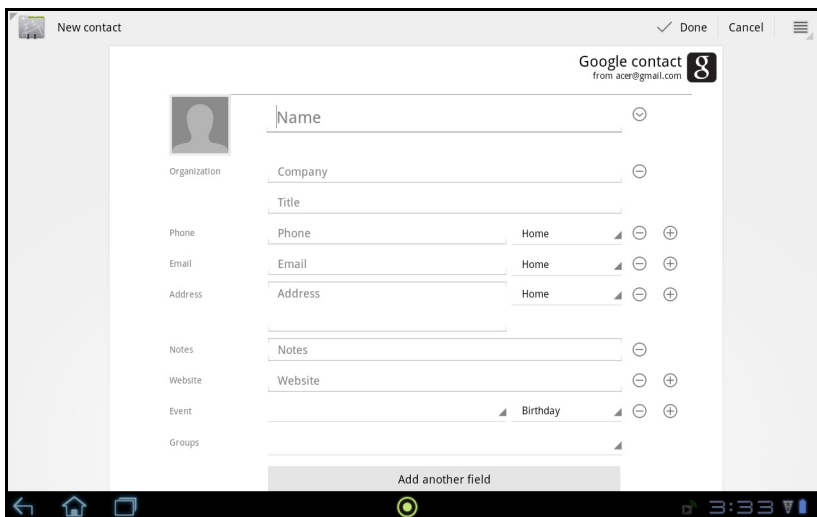 New contact Done Cancel
Google contact
from acer@gmail.com
g
Name
Organization Company
Title
Phone Phone Home
Email Email Home
Address Address Home
Notes Notes
Website Website
Event Birthday
Groups
Add another field
3:33